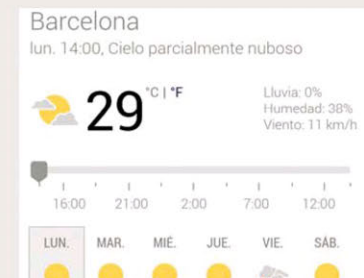 Barcelona
lun. 14:00, Cielo parcialmente nuboso
29 °C | °F
Lluvia: 0%
Humedad: 38%
Viento: 11 km/h
16:00 21:00 2:00 7:00 12:00
LUN. MAR. MIÉ. JUE. VIE. SÁB.